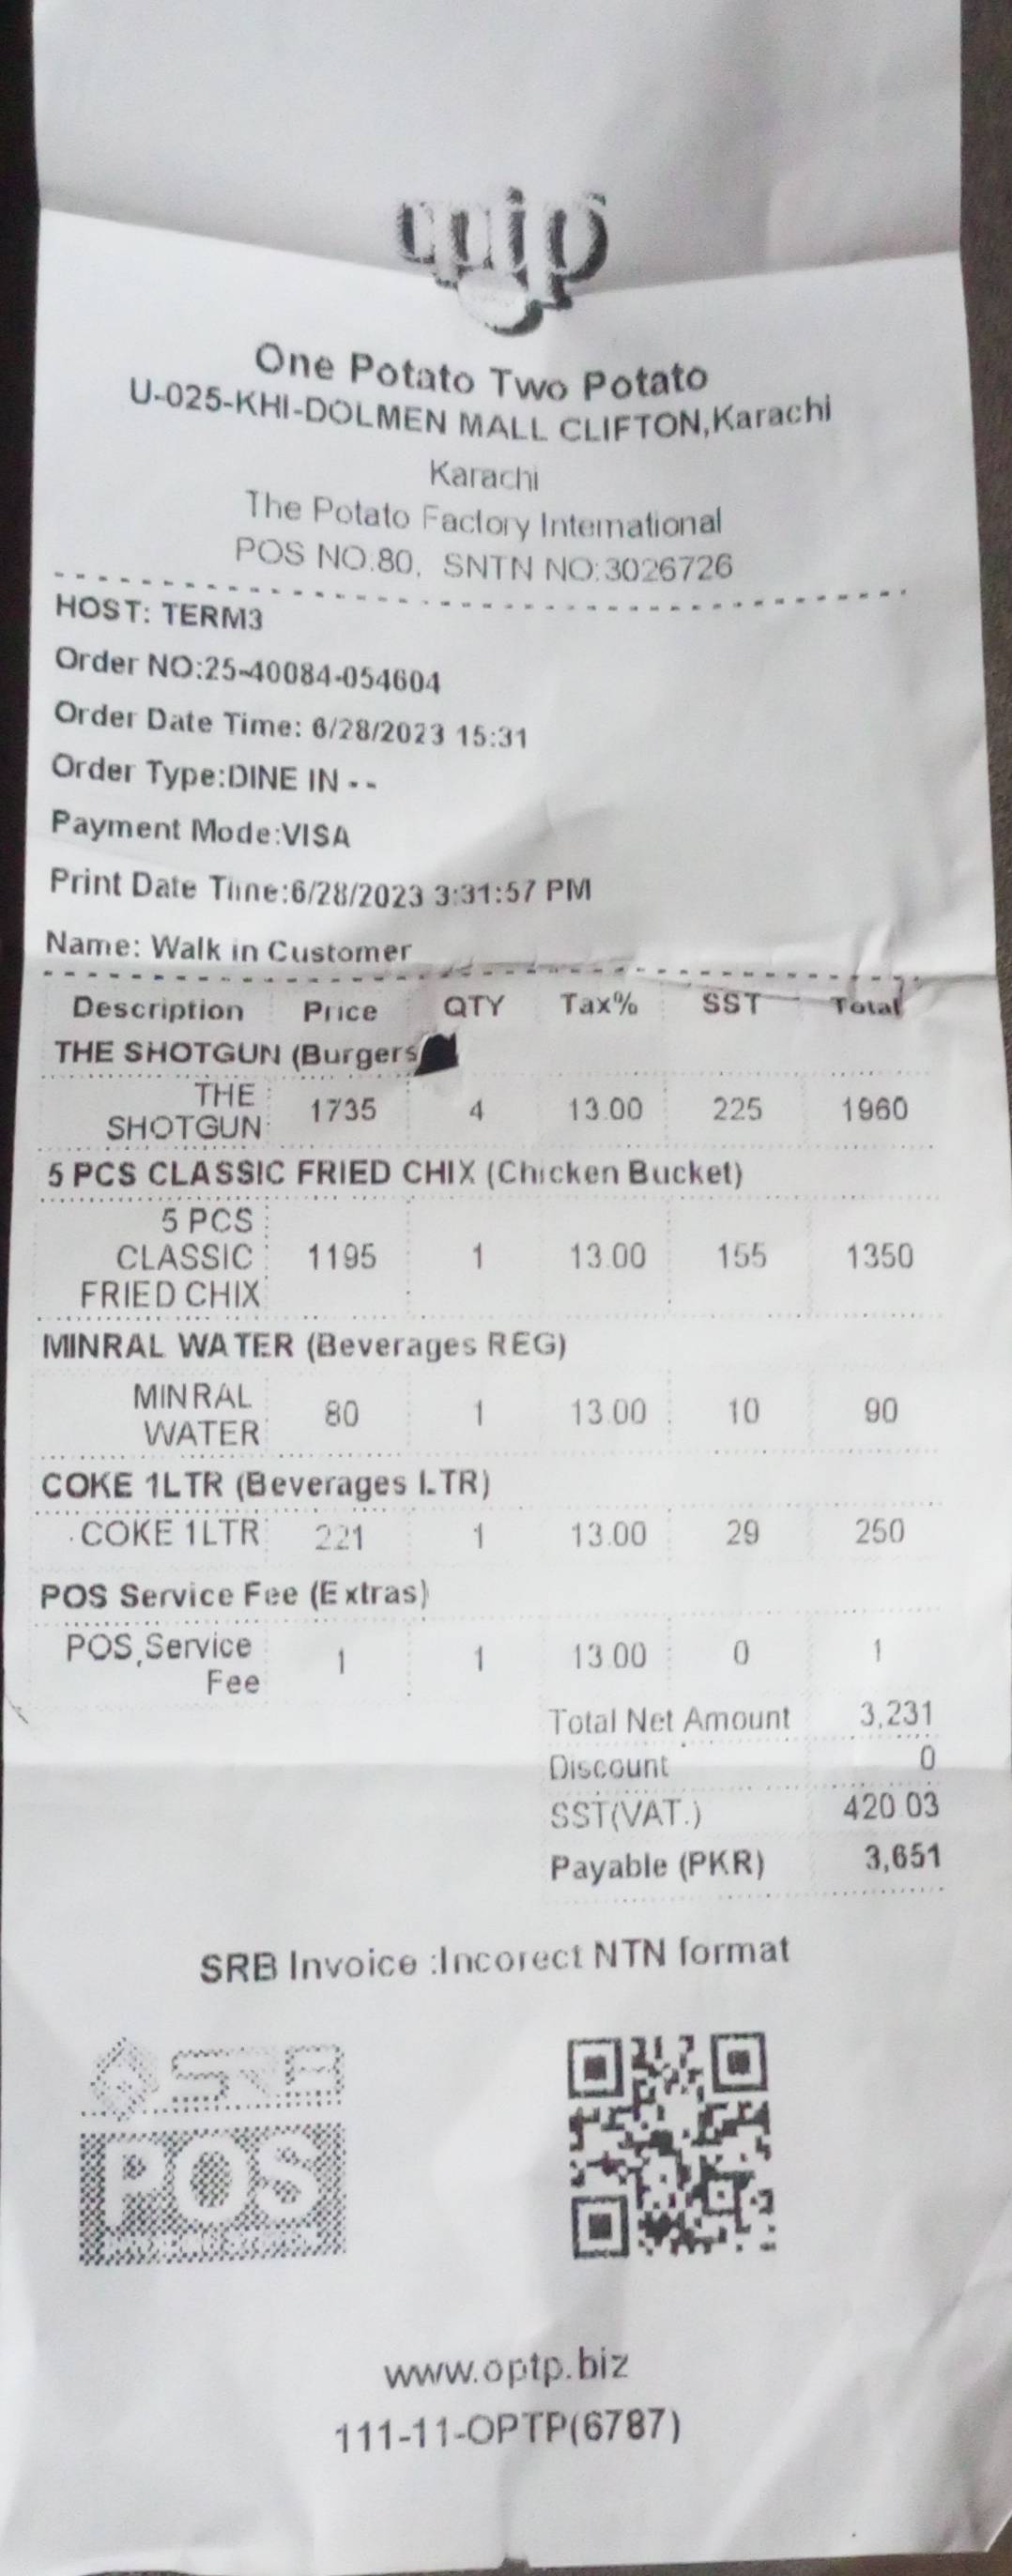 optp
One Potato Two Potato
U-025-KHI-DOLMEN MALL CLIFTON,Karachi
Karachi
The Potato Factory International
POS NO.80, SNTN NO:3026726
HOST: TERM3
Order NO:25-40084-054604
Order Date Time: 6/28/2023 15:31
Order Type:DINE IN - -
Payment Mode:VISA
Print Date Time:6/28/2023 3:31:57 PM
Name: Walk in Customer
Description Price QTY Tax% SST Total
THE SHOTGUN (Burgers
THE SHOTGUN 1735 4 13.00 225 1960
5 PCS CLASSIC FRIED CHIX (Chicken Bucket)
5 PCS CLASSIC FRIED CHIX 1195 1 13.00 155 1350
MINRAL WATER (Beverages REG)
MINRAL WATER 80 1 13.00 10 90
COKE 1LTR (Beverages LTR)
COKE 1LTR 221 1 13.00 29 250
POS Service Fee (Extras)
POS Service Fee 1 1 13.00 0 1
Total Net Amount 3,231
Discount 0
SST(VAT.) 420.03
Payable (PKR) 3,651
SRB Invoice :Incorect NTN format
POS
www.optp.biz
111-11-OPTP(6787)